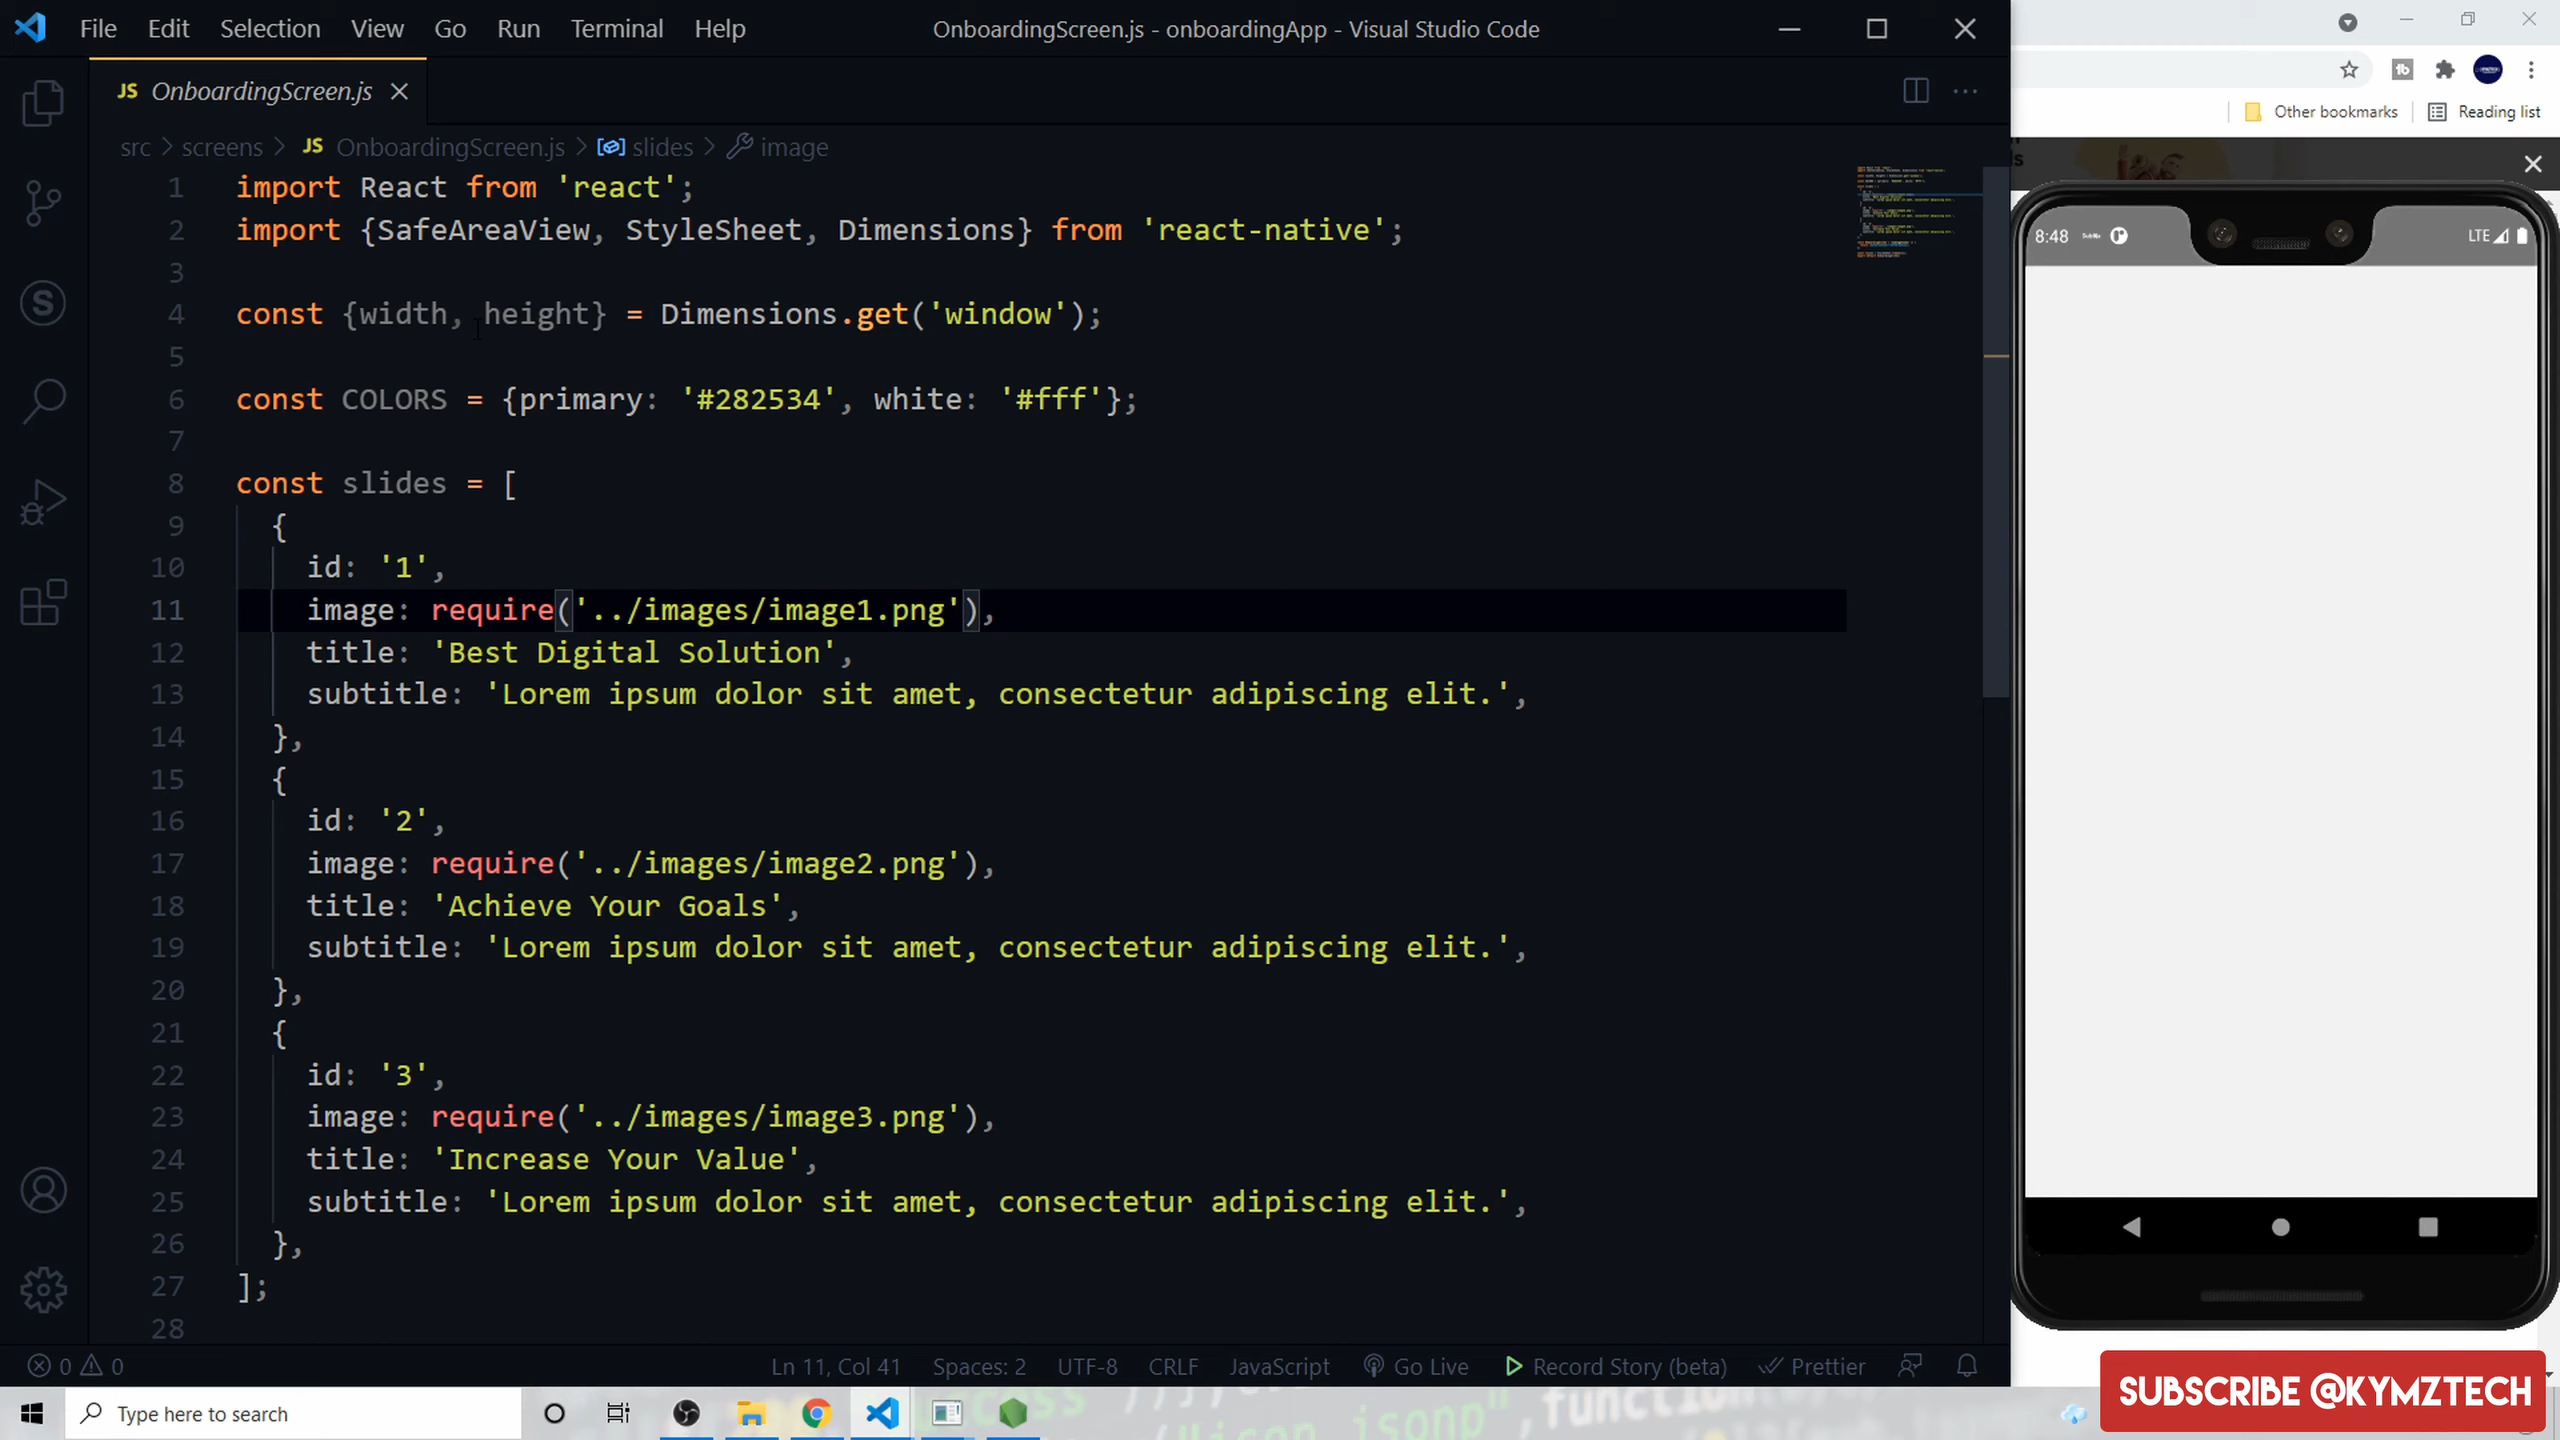 File Edit Selection View Go Run Terminal Help
OnboardingScreen.js - onboardingApp - Visual Studio Code
JS OnboardingScreen.js
src > screens > JS OnboardingScreen.js > slides > image
1 import React from 'react';
2 import {SafeAreaView, StyleSheet, Dimensions} from 'react-native';
3
4 const {width, height} = Dimensions.get('window');
5
6 const COLORS = {primary: '#282534', white: '#fff'};
7
8 const slides = [
9 {
10 id: '1',
11 image: require('../images/image1.png'),
12 title: 'Best Digital Solution',
13 subtitle: 'Lorem ipsum dolor sit amet, consectetur adipiscing elit.',
14 },
15 {
16 id: '2',
17 image: require('../images/image2.png'),
18 title: 'Achieve Your Goals',
19 subtitle: 'Lorem ipsum dolor sit amet, consectetur adipiscing elit.',
20 },
21 {
22 id: '3',
23 image: require('../images/image3.png'),
24 title: 'Increase Your Value',
25 subtitle: 'Lorem ipsum dolor sit amet, consectetur adipiscing elit.',
26 },
27 ];
28
0 0
Ln 11, Col 41 Spaces: 2 UTF-8 CRLF JavaScript Go Live Record Story (beta) Prettier
Other bookmarks Reading list
8:48
LTE
SUBSCRIBE @KYMZTECH
Type here to search